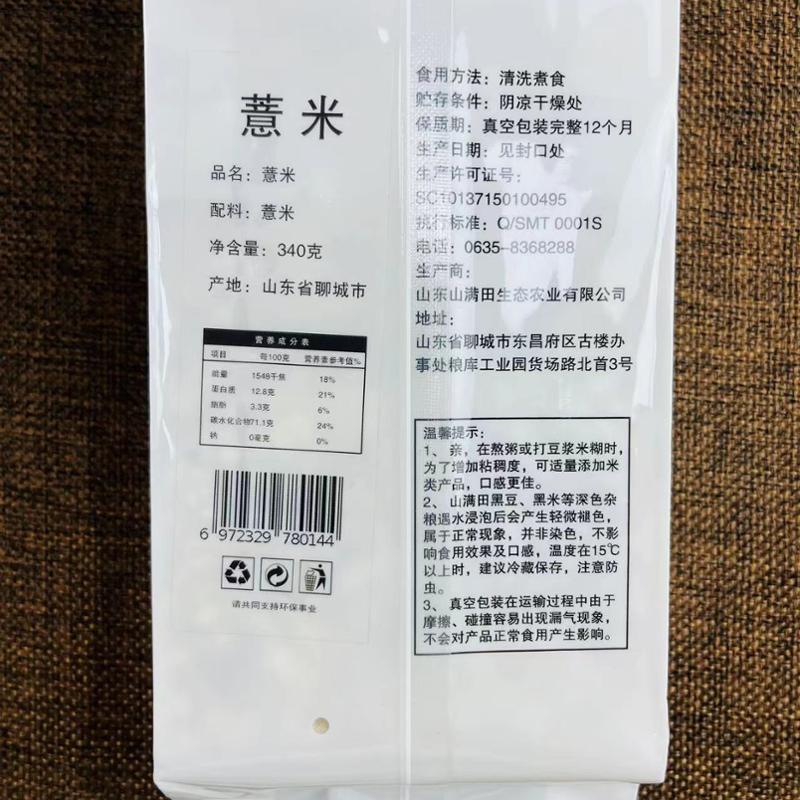 薏米
品名：薏米
配料：薏米
净含量：340克
产地：山东省聊城市
营养成分表
项目 每100克 营养素参考值%
能量 1548千焦 18%
蛋白质 12.8克 21%
脂肪 3.3克 6%
碳水化合物 71.1克 24%
钠 0毫克 0%
6 972329 780144
请共同支持环保事业
食用方法：清洗煮食
贮存条件：阴凉干燥处
保质期：真空包装完整12个月
生产日期：见封口处
生产许可证号：
SC10137150100495
执行标准：Q/SMT 0001S
电话：0635-8368288
生产商：
山东山满田生态农业有限公司
地址：
山东省聊城市东昌府区古楼办
事处粮库工业园货场路北首3号
温馨提示：
1、亲，在熬粥或打豆浆米糊时，
为了增加粘稠度，可适量添加米
类产品，口感更佳。
2、山满田黑豆、黑米等深色杂
粮遇水浸泡后会产生轻微褪色，
属于正常现象，并非染色，不影
响食用效果及口感，温度在15℃
以上时，建议冷藏保存，注意防
虫。
3、真空包装在运输过程中由于
摩擦、碰撞容易出现漏气现象，
不会对产品正常食用产生影响。